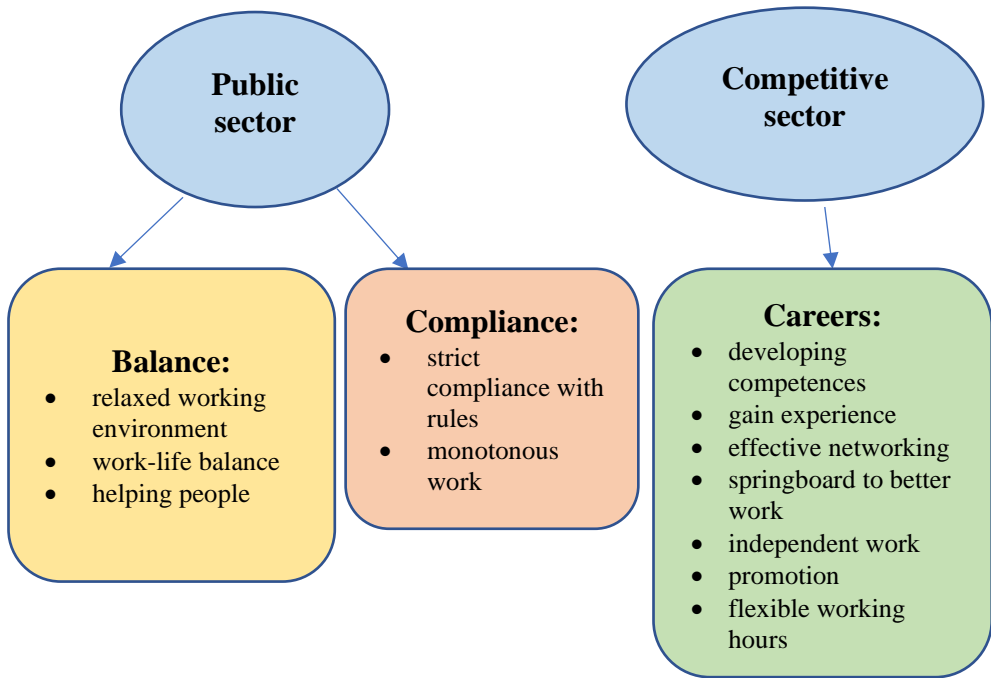 Public
sector
Competitive
sector
Balance:
• relaxed working
environment
• work-life balance
• helping people
Compliance:
• strict
compliance with
rules
• monotonous
work
Careers:
• developing
competences
• gain experience
• effective networking
• springboard to better
work
• independent work
• promotion
• flexible working
hours